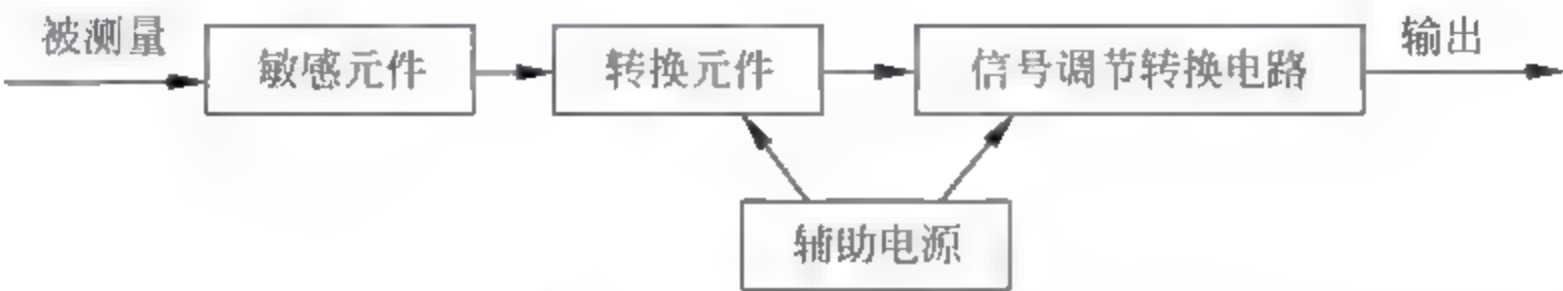 被测量
敏感元件
转换元件
信号调节转换电路
输出
辅助电源